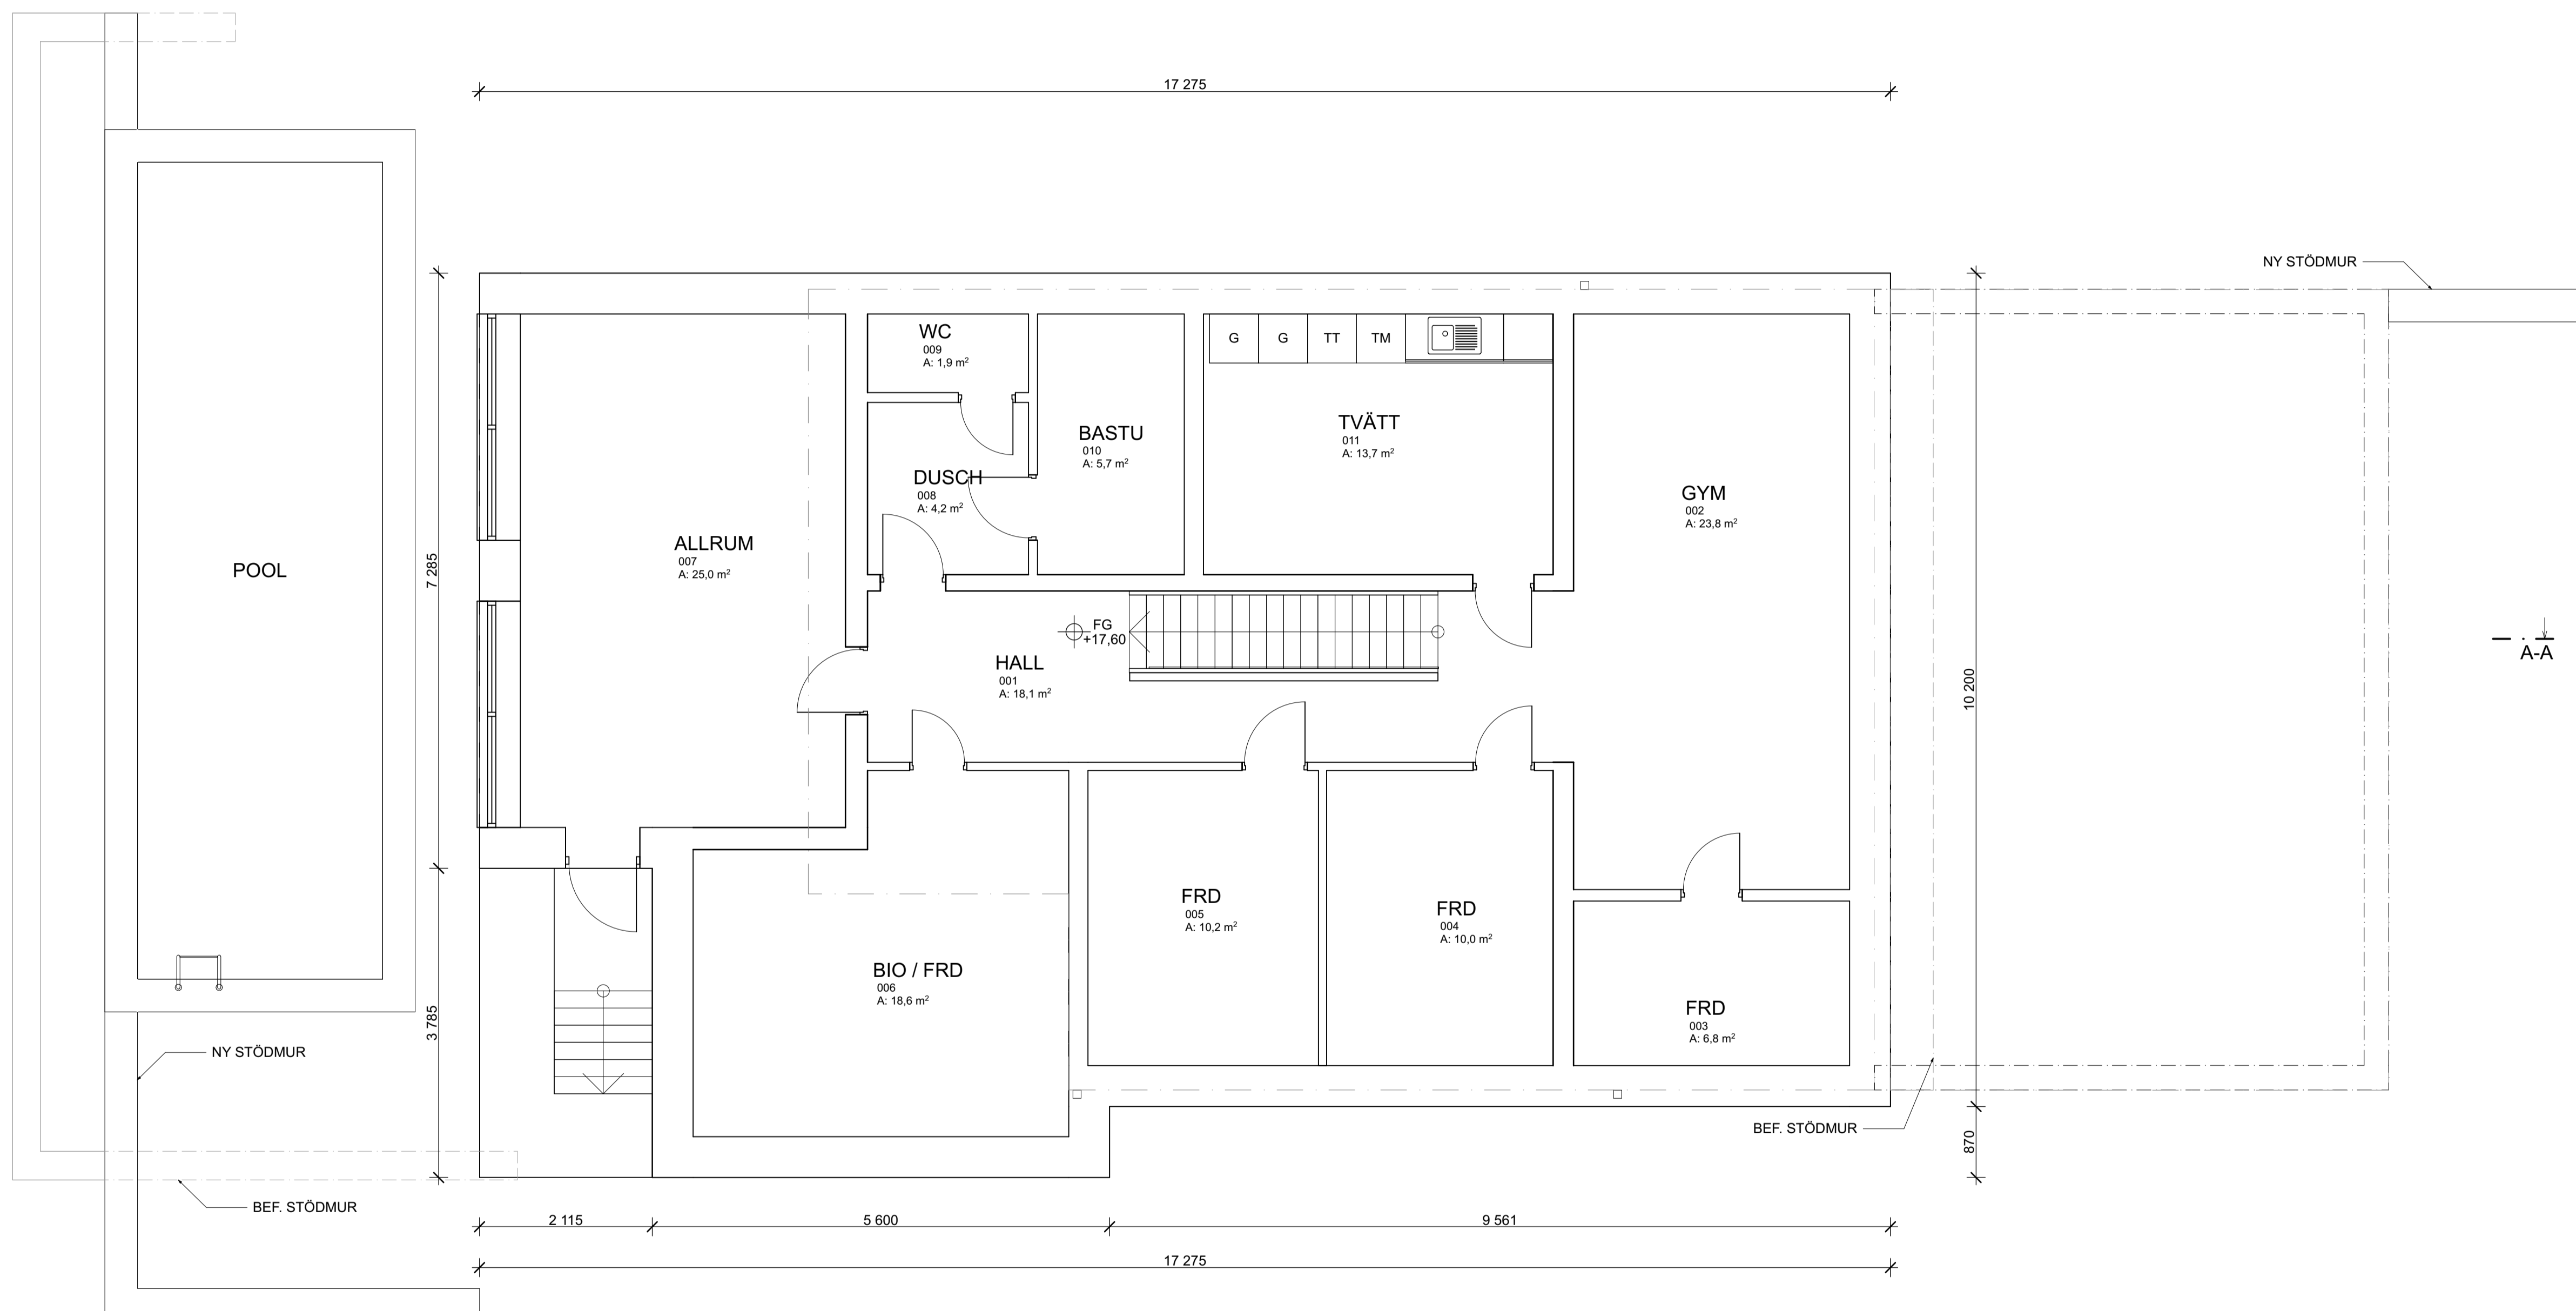 17 275
NY STÖDMUR
WC
009
A: 1,9 m²
G
G
TT
TM
BASTU
010
A: 5,7 m²
TVÄTT
011
A: 13,7 m²
DUSCH
008
A: 4,2 m²
GYM
002
A: 23,8 m²
ALLRUM
007
A: 25,0 m²
POOL
7 285
FG
+17,60
HALL
001
A: 18,1 m²
10 200
A-A
FRD
005
A: 10,2 m²
FRD
004
A: 10,0 m²
BIO / FRD
006
A: 18,6 m²
FRD
003
A: 6,8 m²
3 785
NY STÖDMUR
BEF. STÖDMUR
870
BEF. STÖDMUR
2 115
5 600
9 561
17 275